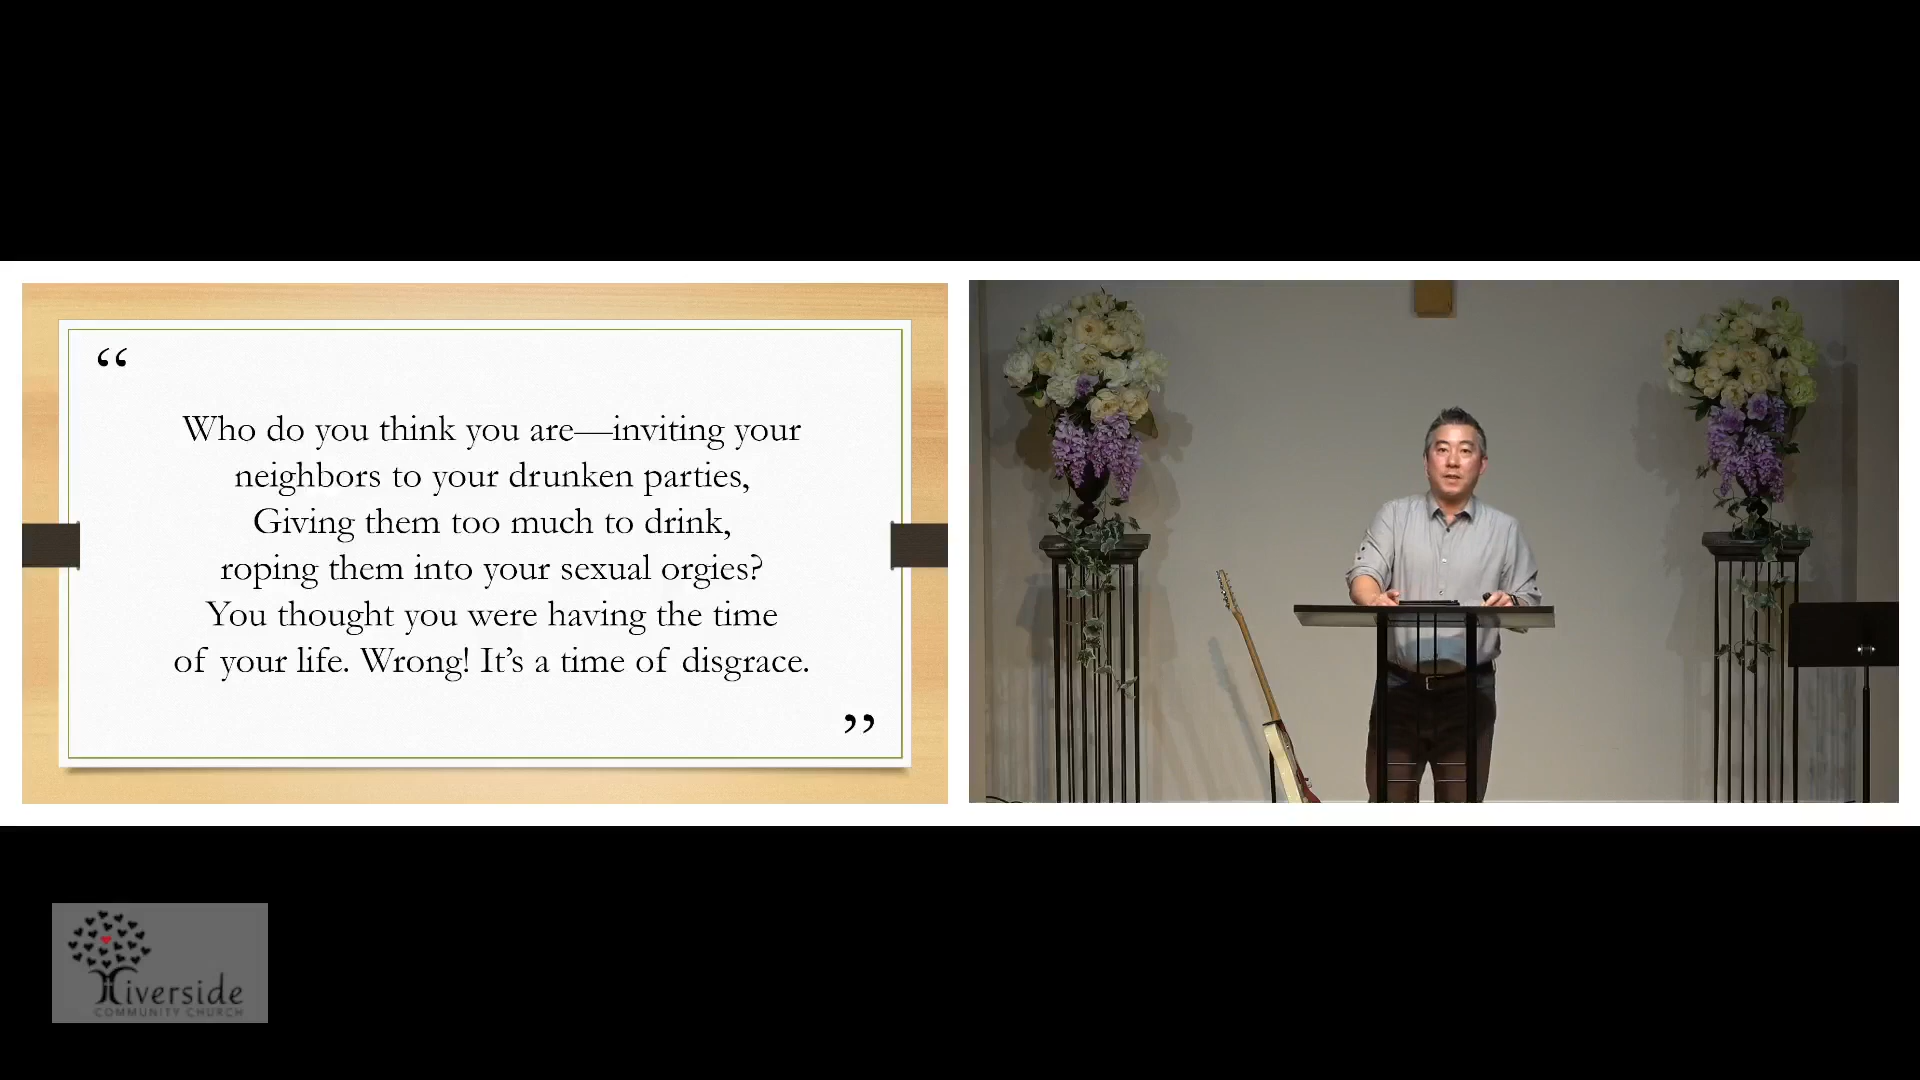 “
Who do you think you are—inviting your
neighbors to your drunken parties,
Giving them too much to drink,
roping them into your sexual orgies?
You thought you were having the time
of your life. Wrong! It’s a time of disgrace.
”
Riverside
COMMUNITY CHURCH